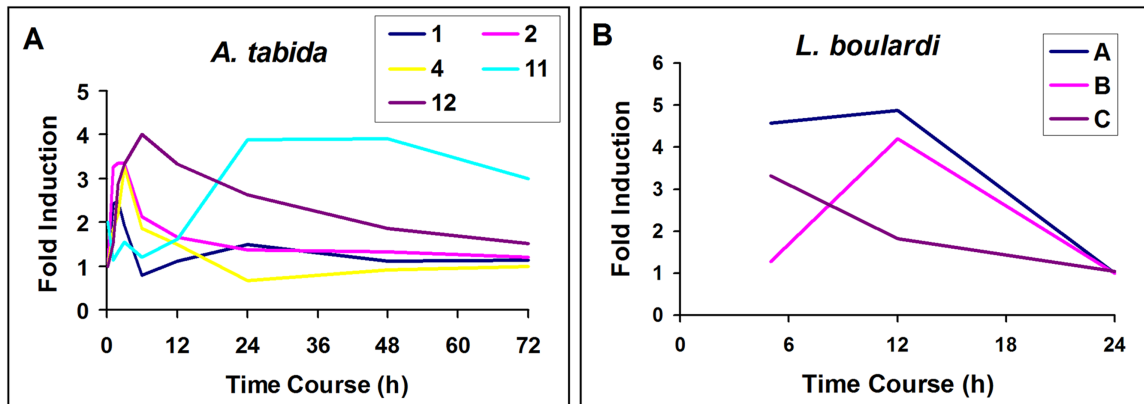 A
A. tabida
1
2
4
11
12
5
4
3
2
1
0
Fold Induction
0 12 24 36 48 60 72
Time Course (h)
B
L. boulardi
A
B
C
6
5
4
3
2
1
0
Fold Induction
0 6 12 18 24
Time Course (h)